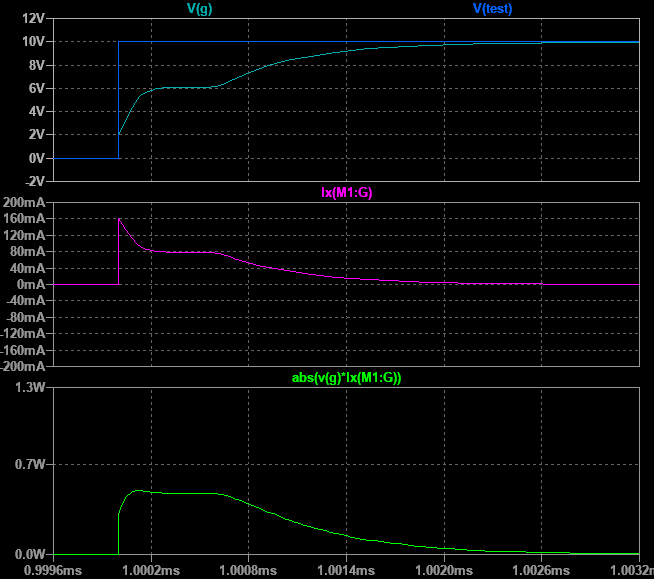 V(g) V(test)
12V
10V
8V
6V
4V
2V
0V
-2V
Ix(M1:G)
200mA
160mA
120mA
80mA
40mA
0mA
-40mA
-80mA
-120mA
-160mA
-200mA
abs(v(g)*Ix(M1:G))
1.3W
0.7W
0.0W
0.9996ms 1.0002ms 1.0008ms 1.0014ms 1.0020ms 1.0026ms 1.0032m